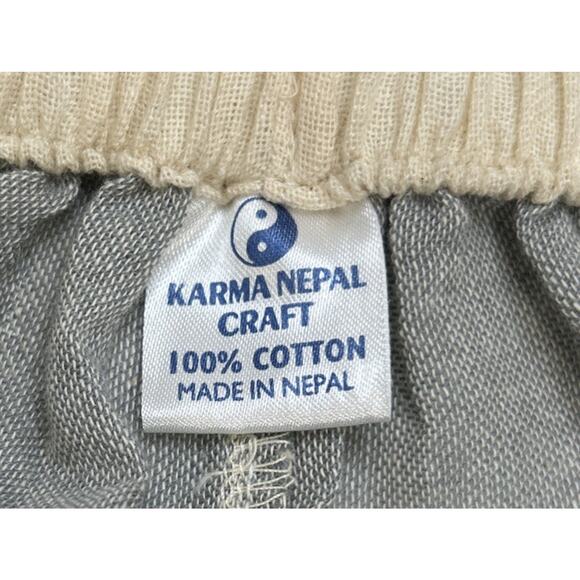 KARMA NEPAL
CRAFT
100% COTTON
MADE IN NEPAL